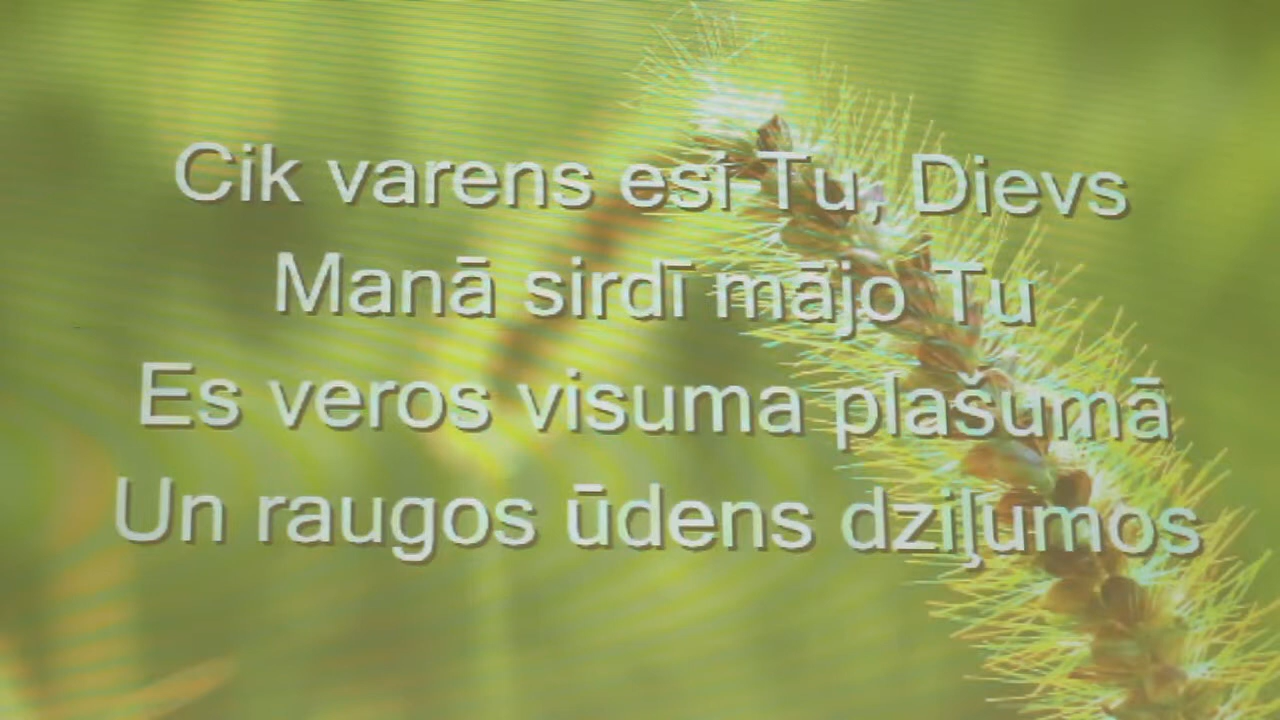 Cik varens esi Tu, Dievs
Manā sirdī mājo Tu
Es veros visuma plašumā
Un raugos ūdens dziļumos